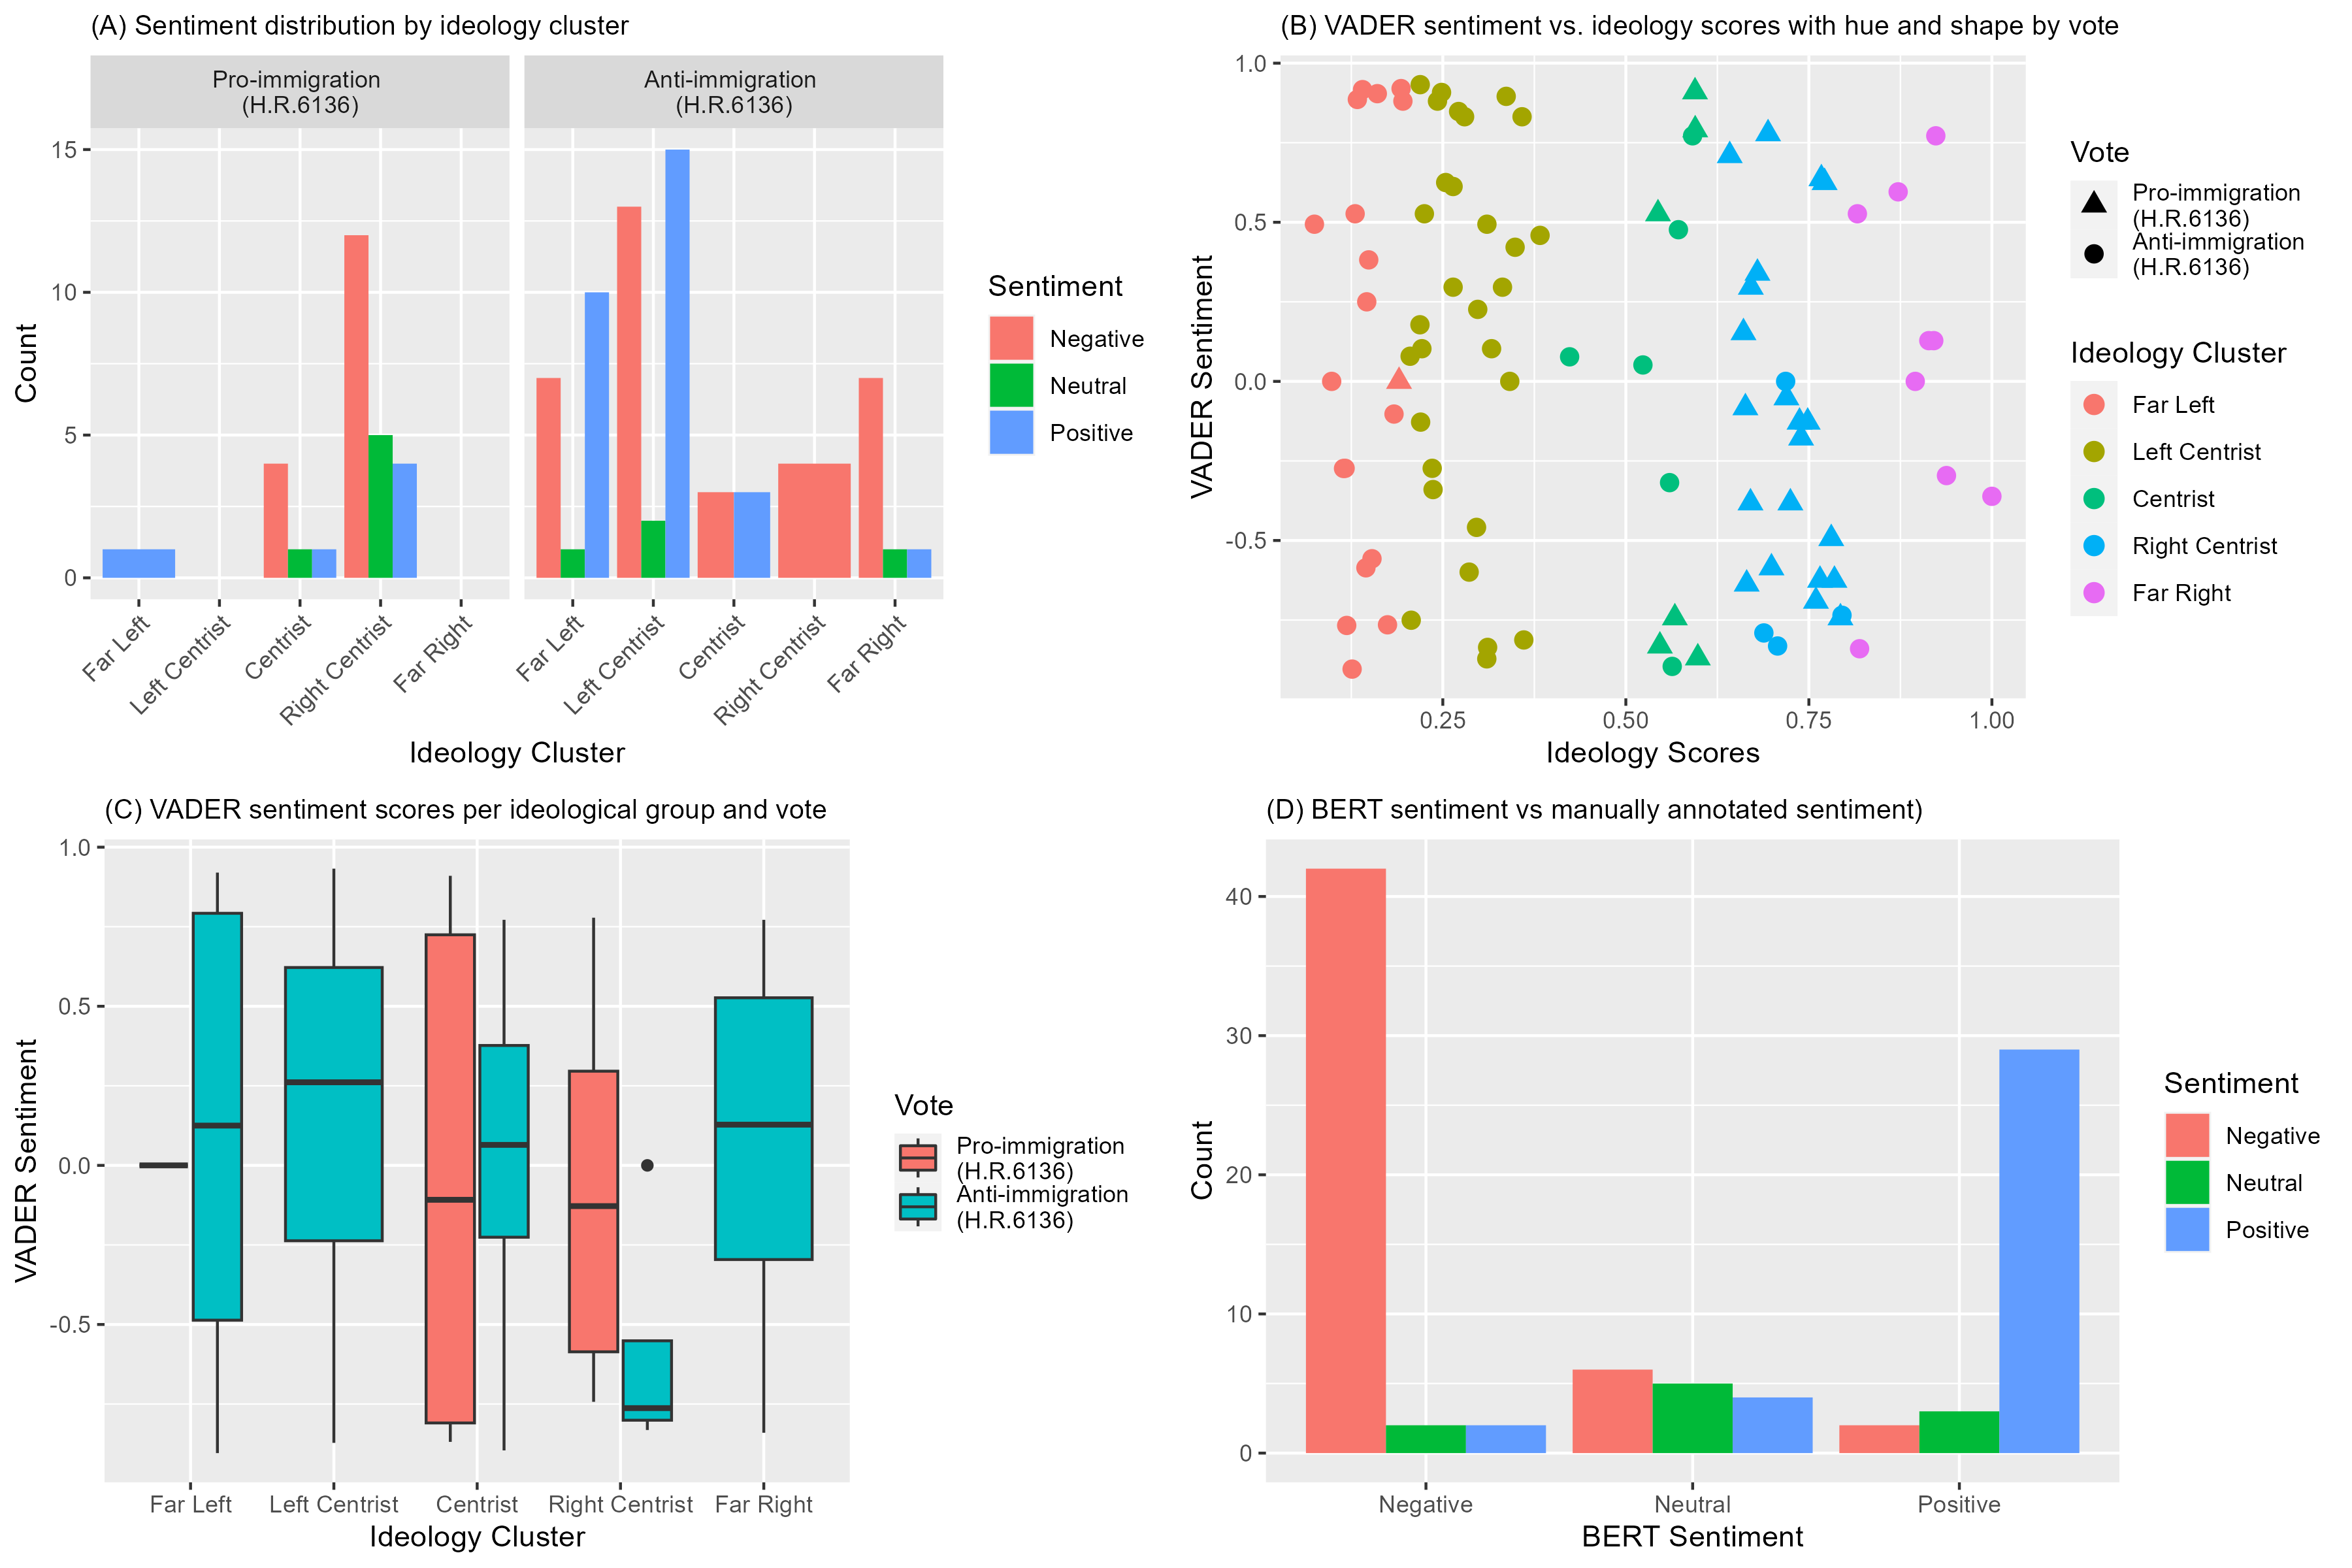 (A) Sentiment distribution by ideology cluster
Pro-immigration
(H.R.6136)
Anti-immigration
(H.R.6136)
15
10
5
0
Count
Far Left
Left Centrist
Centrist
Right Centrist
Far Right
Far Left
Left Centrist
Centrist
Right Centrist
Far Right
Ideology Cluster
Sentiment
Negative
Neutral
Positive
(B) VADER sentiment vs. ideology scores with hue and shape by vote
1.0
0.5
0.0
-0.5
VADER Sentiment
0.25
0.50
0.75
1.00
Ideology Scores
Vote
Pro-immigration
(H.R.6136)
Anti-immigration
(H.R.6136)
Ideology Cluster
Far Left
Left Centrist
Centrist
Right Centrist
Far Right
(C) VADER sentiment scores per ideological group and vote
1.0
0.5
0.0
-0.5
VADER Sentiment
Far Left
Left Centrist
Centrist
Right Centrist
Far Right
Ideology Cluster
Vote
Pro-immigration
(H.R.6136)
Anti-immigration
(H.R.6136)
(D) BERT sentiment vs manually annotated sentiment)
40
30
20
10
0
Count
Negative
Neutral
Positive
BERT Sentiment
Sentiment
Negative
Neutral
Positive